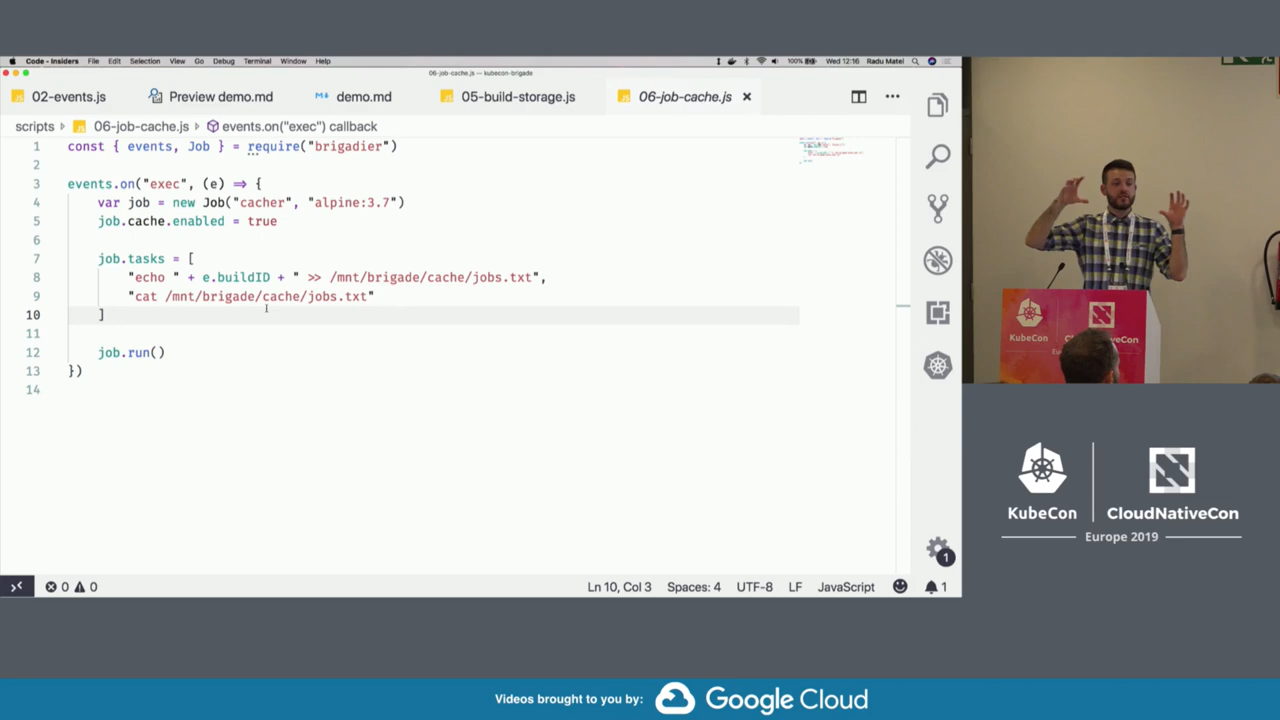 Code - Insiders File Edit Selection View Go Debug Terminal Window Help 100% Wed 12:16 Radu Matei
06-job-cache.js — kubecon-brigade
02-events.js Preview demo.md demo.md 05-build-storage.js 06-job-cache.js
scripts 06-job-cache.js events.on("exec") callback
1 const { events, Job } = require("brigadier")
2
3 events.on("exec", (e) => {
4 var job = new Job("cacher", "alpine:3.7")
5 job.cache.enabled = true
6
7 job.tasks = [
8 "echo " + e.buildID + " >> /mnt/brigade/cache/jobs.txt",
9 "cat /mnt/brigade/cache/jobs.txt"
10 ]
11
12 job.run()
13 })
14
1
0 0 Ln 10, Col 3 Spaces: 4 UTF-8 LF JavaScript 1
KubeCon CloudNativeCon
KubeCon CloudNativeCon
Europe 2019
Videos brought to you by: Google Cloud